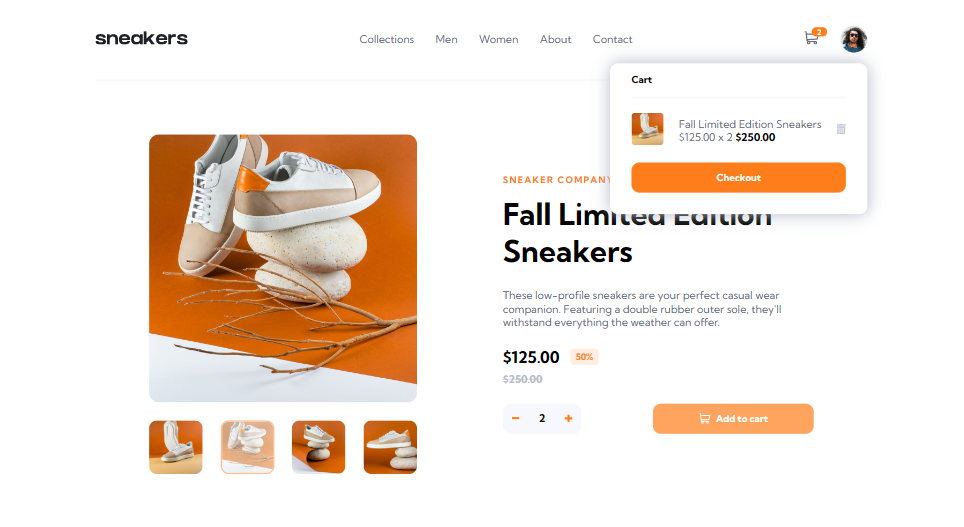 sneakers
Collections Men Women About Contact
2
Cart
Fall Limited Edition Sneakers
$125.00 x 2 $250.00
Checkout
SNEAKER COMPANY
Fall Limited Edition
Sneakers
These low-profile sneakers are your perfect casual wear
companion. Featuring a double rubber outer sole, they'll
withstand everything the weather can offer.
$125.00 50%
$250.00
2
Add to cart